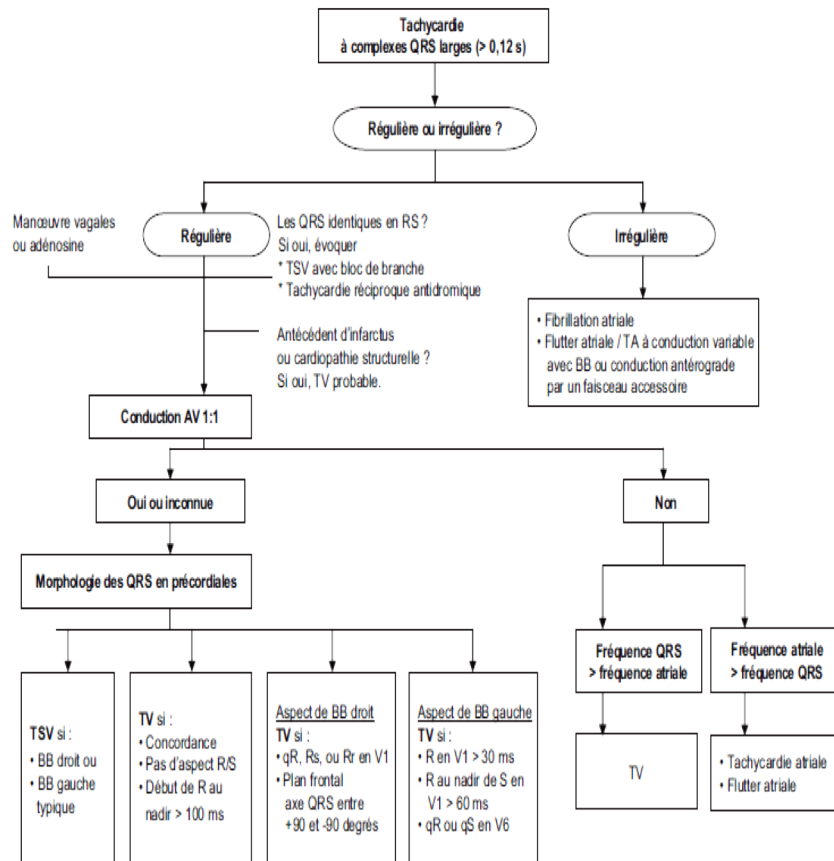 Tachycardie
à complexes QRS larges (> 0,12 s)
Régulière ou irrégulière ?
Manœuvre vagales
ou adénosine
Régulière
Les QRS identiques en RS ?
Si oui, évoquer
* TSV avec bloc de branche
* Tachycardie réciproque antidromique
Antécédent d'infarctus
ou cardiopathie structurelle ?
Si oui, TV probable.
Irrégulière
• Fibrillation atriale
• Flutter atriale / TA à conduction variable
avec BB ou conduction antérograde
par un faisceau accessoire
Conduction AV 1:1
Oui ou inconnue
Non
Morphologie des QRS en précordiales
Fréquence QRS
> fréquence atriale
Fréquence atriale
> fréquence QRS
TSV si :
• BB droit ou
• BB gauche
typique
TV si :
• Concordance
• Pas d'aspect R/S
• Début de R au
nadir > 100 ms
Aspect de BB droit
TV si :
• qR, Rs, ou Rr en V1
• Plan frontal
axe QRS entre
+90 et -90 degrés
Aspect de BB gauche
TV si :
• R en V1 > 30 ms
• R au nadir de S en
V1 > 60 ms
• qR ou qS en V6
TV
• Tachycardie atriale
• Flutter atriale